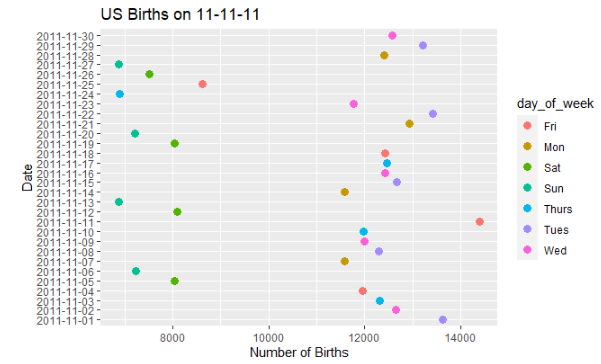 US Births on 11-11-11
2011-11-30
2011-11-29
2011-11-28
2011-11-27
2011-11-26
2011-11-25
2011-11-24
2011-11-23
2011-11-22
2011-11-21
2011-11-20
2011-11-19
2011-11-18
2011-11-17
2011-11-16
2011-11-15
2011-11-14
2011-11-13
2011-11-12
2011-11-11
2011-11-10
2011-11-09
2011-11-08
2011-11-07
2011-11-06
2011-11-05
2011-11-04
2011-11-03
2011-11-02
2011-11-01
Date
8000 10000 12000 14000
Number of Births
day_of_week
Fri
Mon
Sat
Sun
Thurs
Tues
Wed